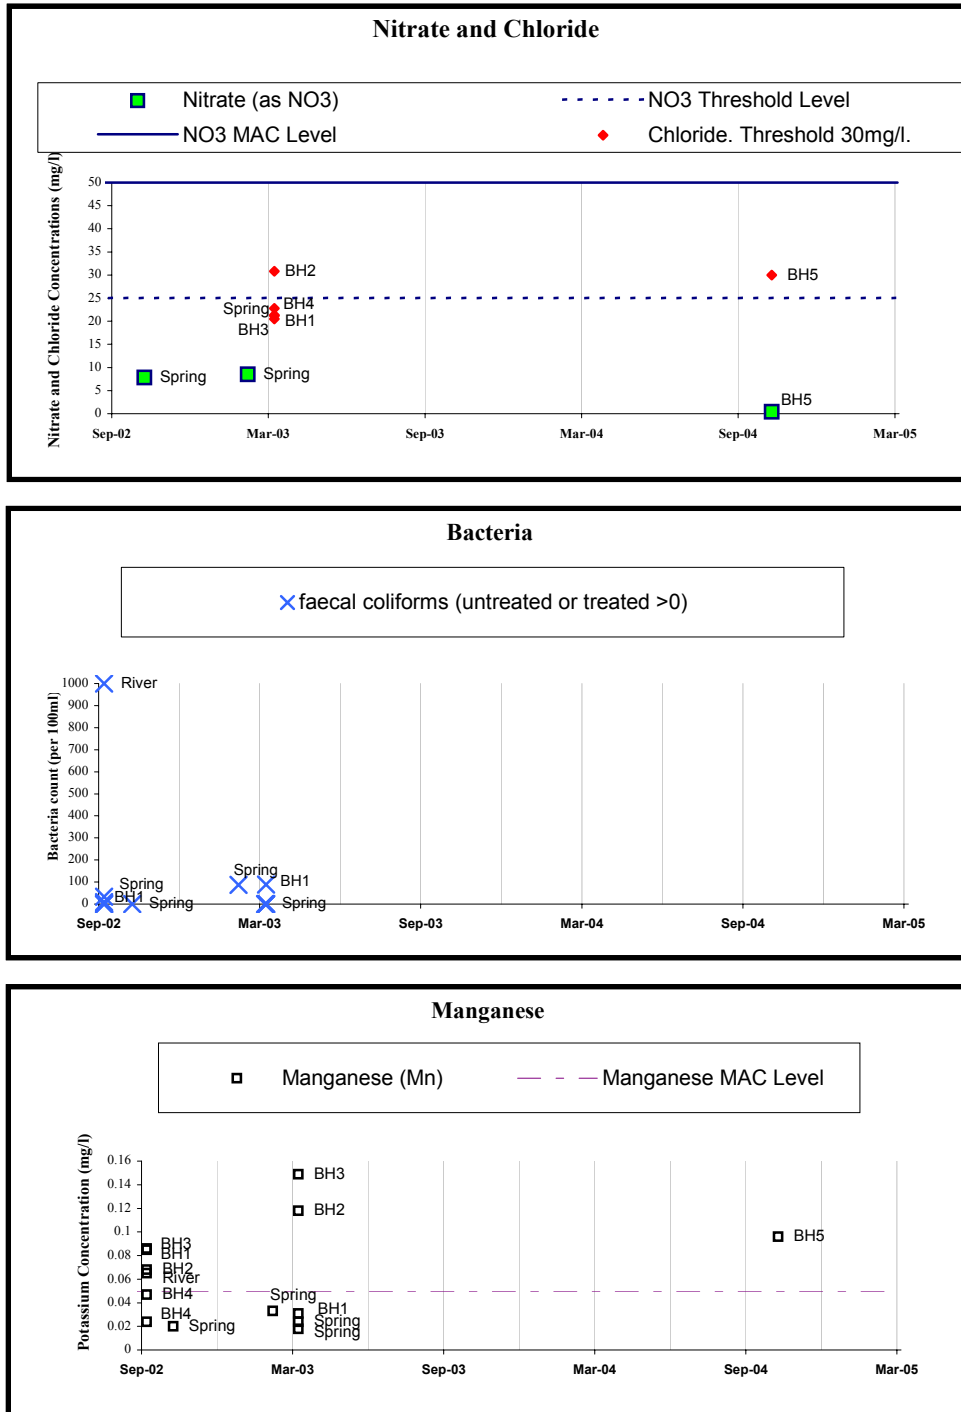 Nitrate and Chloride
Nitrate (as NO3)
NO3 Threshold Level
NO3 MAC Level
Chloride. Threshold 30mg/l.
Nitrate and Chloride Concentrations (mg/l)
50
45
40
35
30
25
20
15
10
5
0
BH2
BH5
BH4
Spring
BH1
BH3
Spring
Spring
BH5
Sep-02
Mar-03
Sep-03
Mar-04
Sep-04
Mar-05
Bacteria
faecal coliforms (untreated or treated >0)
Bacteria count (per 100ml)
1000
900
800
700
600
500
400
300
200
100
0
River
Spring
BH1
Spring
Spring
BH1
Spring
Sep-02
Mar-03
Sep-03
Mar-04
Sep-04
Mar-05
Manganese
Manganese (Mn)
Manganese MAC Level
Potassium Concentration (mg/l)
0.16
0.14
0.12
0.1
0.08
0.06
0.04
0.02
0
BH3
BH2
BH5
BH3
BH1
BH2
River
BH4
Spring
BH4
BH1
Spring
Spring
Spring
Sep-02
Mar-03
Sep-03
Mar-04
Sep-04
Mar-05